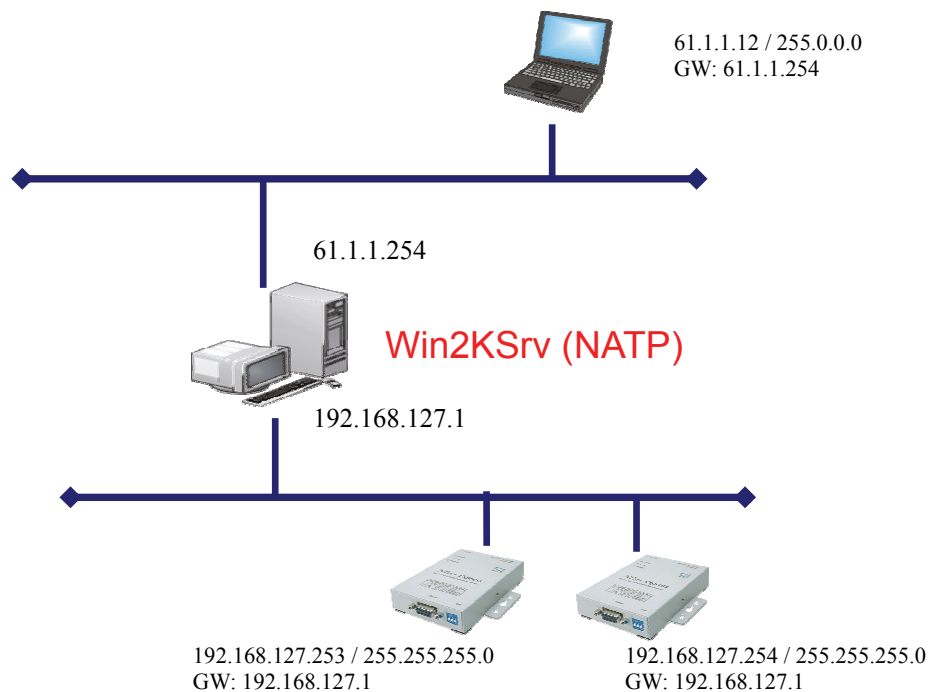 61.1.1.12 / 255.0.0.0
GW: 61.1.1.254
61.1.1.254
Win2KSrv (NATP)
192.168.127.1
192.168.127.253 / 255.255.255.0
GW: 192.168.127.1
192.168.127.254 / 255.255.255.0
GW: 192.168.127.1